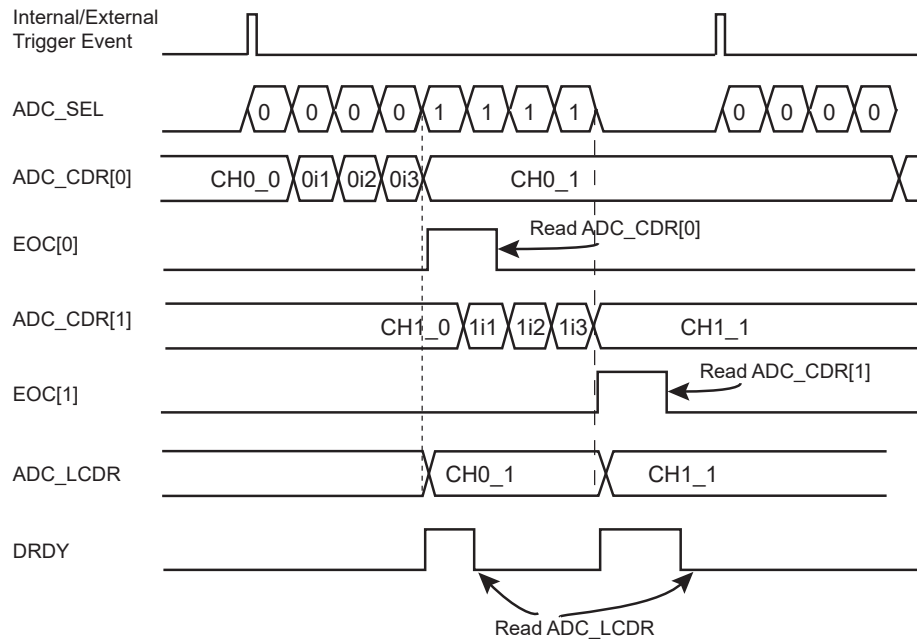 Internal/External
Trigger Event
ADC_SEL
0 0 0 0 1 1 1 1 0 0 0 0
ADC_CDR[0]
CH0_0 0i1 0i2 0i3 CH0_1
EOC[0]
Read ADC_CDR[0]
ADC_CDR[1]
CH1_0 1i1 1i2 1i3 CH1_1
EOC[1]
Read ADC_CDR[1]
ADC_LCDR
CH0_1 CH1_1
DRDY
Read ADC_LCDR